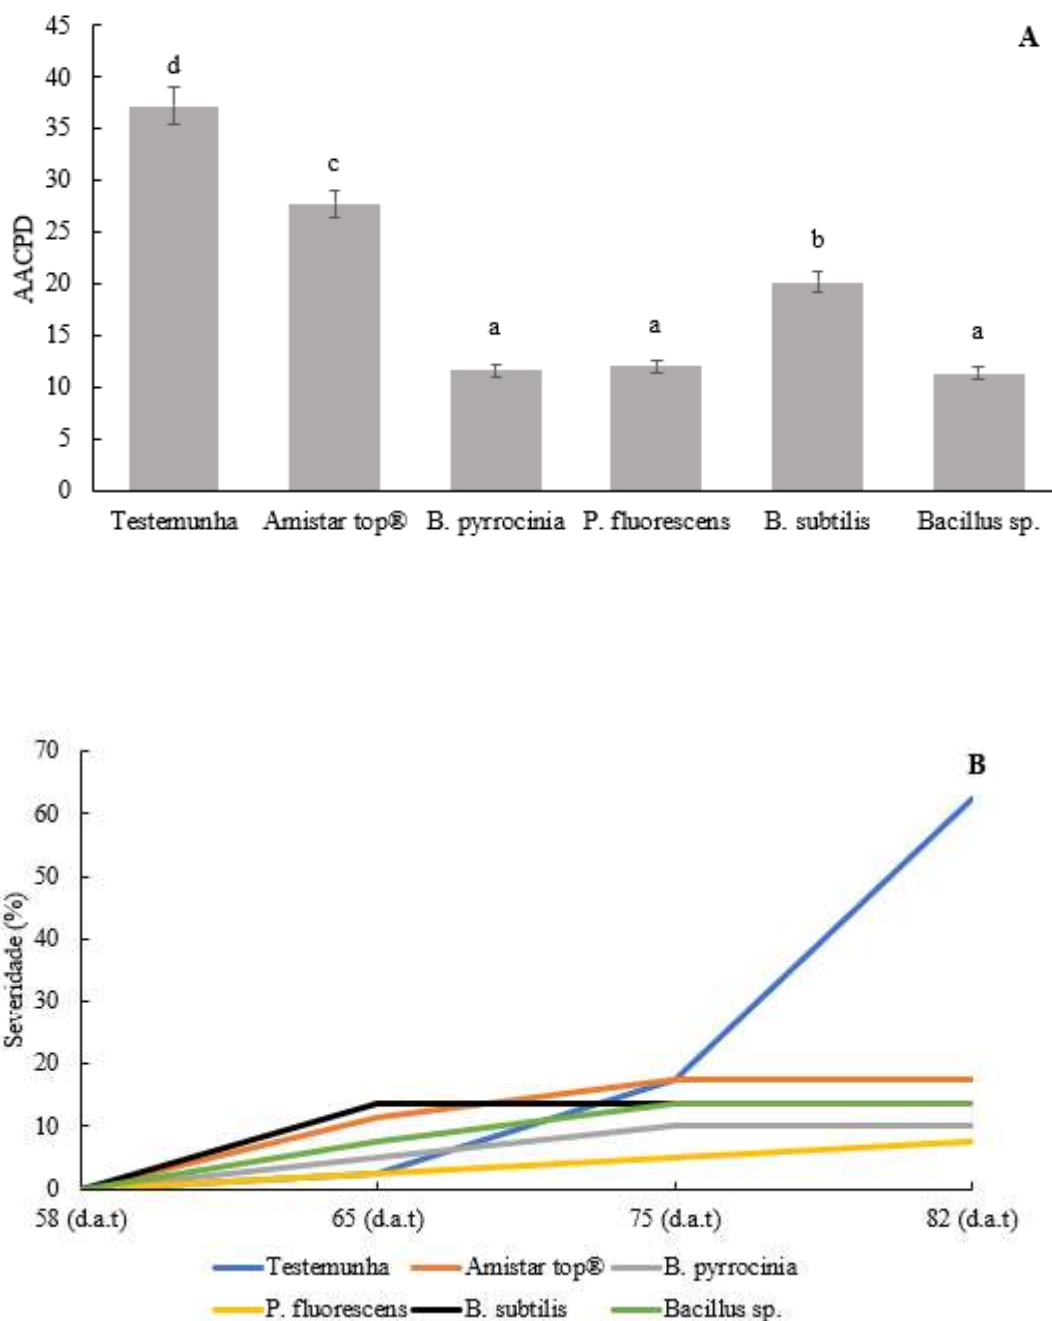 A
45
40
35
30
25
20
15
10
5
0
AACPD
d
c
a
a
b
a
Testemunha Amistar top® B. pyrrocinia P. fluorescens B. subtilis Bacillus sp.
B
70
60
50
40
30
20
10
0
Severidade (%)
58 (d.a.t) 65 (d.a.t) 75 (d.a.t) 82 (d.a.t)
Testemunha Amistar top® B. pyrrocinia
P. fluorescens B. subtilis Bacillus sp.